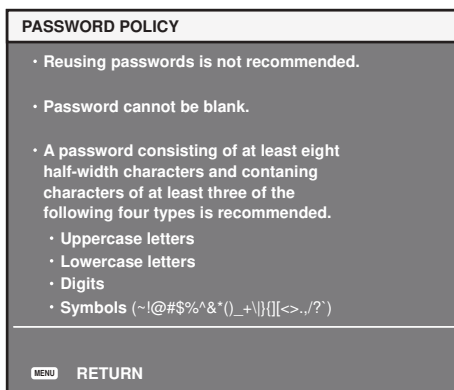 PASSWORD POLICY
・Reusing passwords is not recommended.
・Password cannot be blank.
・A password consisting of at least eight
half-width characters and contaning
characters of at least three of the
following four types is recommended.
・Uppercase letters
・Lowercase letters
・Digits
・Symbols (~!@#$%^&*()_+\|}{][<>.,/?`)
MENU RETURN